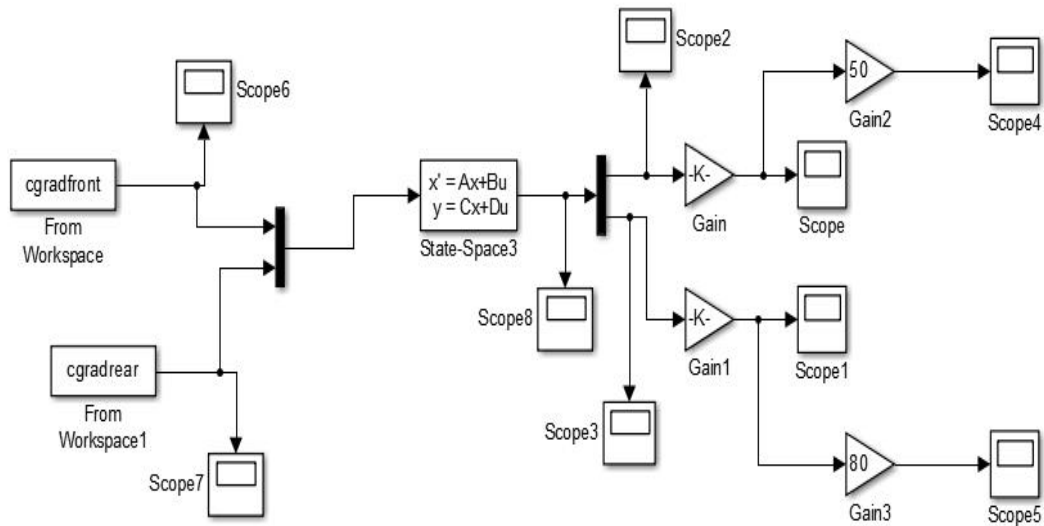 Scope2
50
Gain2
Scope4
Scope6
cgradfront
From
Workspace
x' = Ax+Bu
y = Cx+Du
State-Space3
-K-
Gain
Scope
Scope8
-K-
Gain1
Scope1
cgradrear
From
Workspace1
Scope3
Scope7
80
Gain3
Scope5